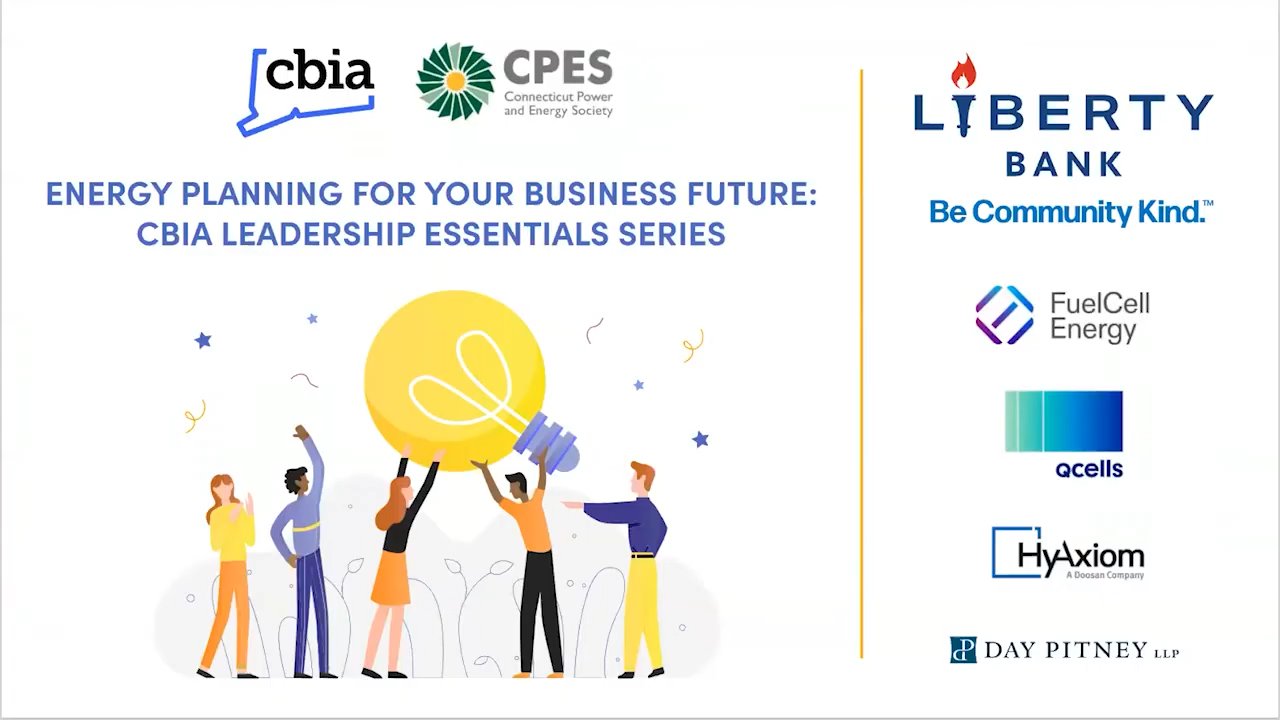 cbia
CPES
Connecticut Power
and Energy Society
ENERGY PLANNING FOR YOUR BUSINESS FUTURE:
CBIA LEADERSHIP ESSENTIALS SERIES
LIBERTY
BANK
Be Community Kind.™
FuelCell
Energy
qcells
HyAxiom
A Doosan Company
DP DAY PITNEY LLP